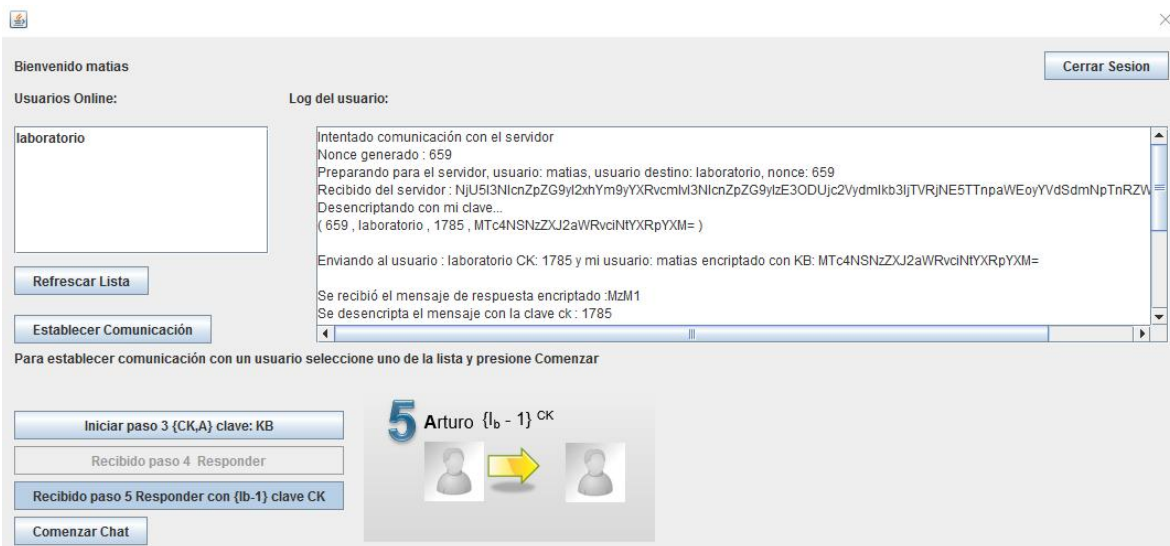 Bienvenido matias
Cerrar Sesion
Usuarios Online:
Log del usuario:
laboratorio
Intentado comunicación con el servidor
Nonce generado : 659
Preparando para el servidor, usuario: matias, usuario destino: laboratorio, nonce: 659
Recibido del servidor :
Desencriptando con mi clave...
( 659 , laboratorio , 1785 , MTc4NSNzZXJ2aWRvciNtYXRpYXM= )
Enviando al usuario : laboratorio CK: 1785 y mi usuario: matias encriptado con KB: MTc4NSNzZXJ2aWRvciNtYXRpYXM=
Se recibió el mensaje de respuesta encriptado :MzM1
Se desencripta el mensaje con la clave ck : 1785
Refrescar Lista
Establecer Comunicación
Para establecer comunicación con un usuario seleccione uno de la lista y presione Comenzar
Iniciar paso 3 {CK,A} clave: KB
Recibido paso 4 Responder
Recibido paso 5 Responder con {Ib-1} clave CK
Comenzar Chat
5 Arturo {Ib - 1} CK